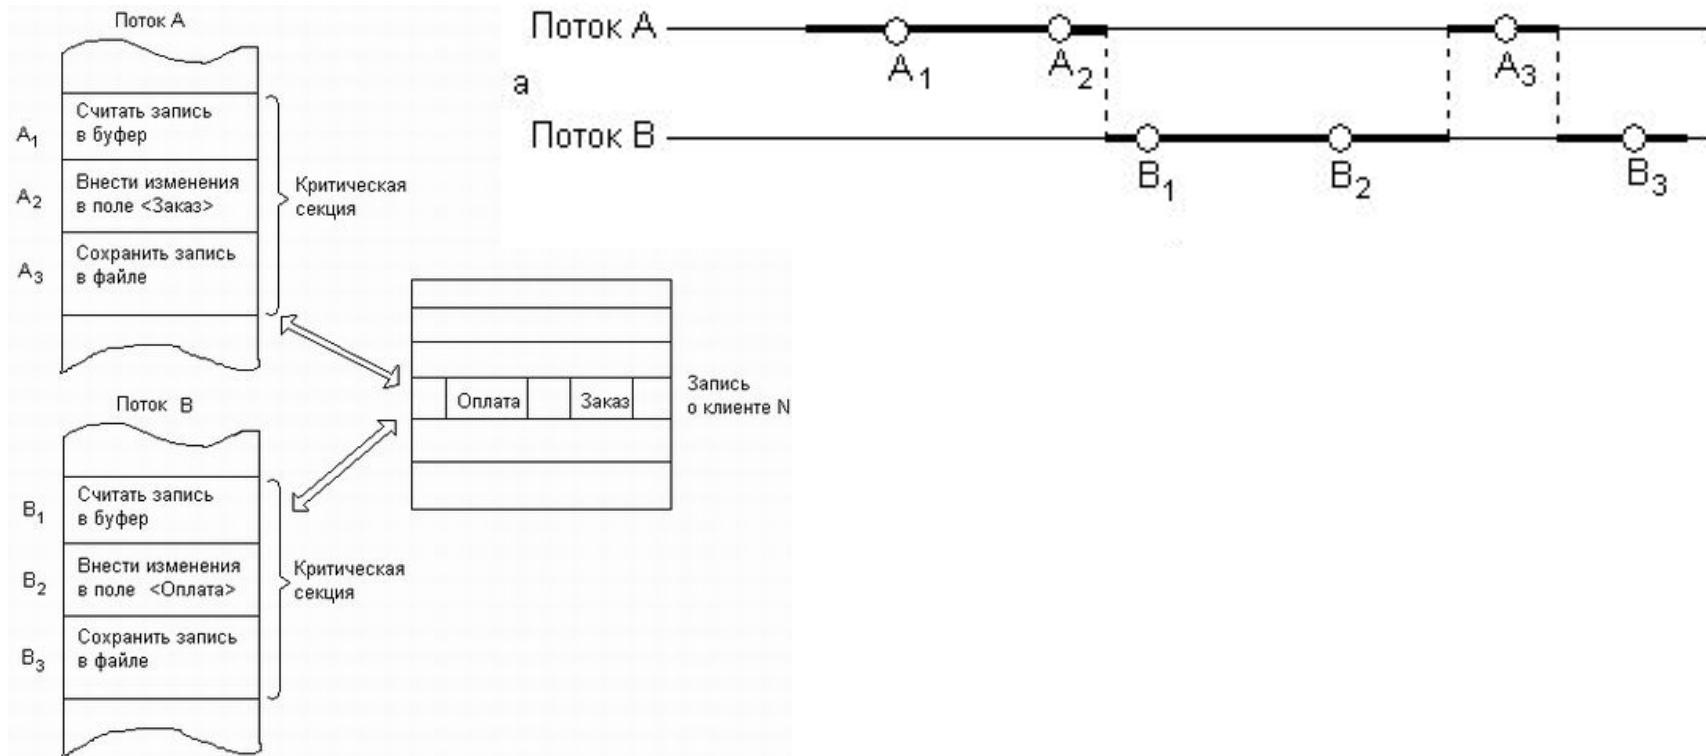 Поток А
A1
Считать запись
в буфер
A2
Внести изменения
в поле <Заказ>
A3
Сохранить запись
в файле
Критическая
секция
Поток В
B1
Считать запись
в буфер
B2
Внести изменения
в поле <Оплата>
B3
Сохранить запись
в файле
Критическая
секция
Оплата
Заказ
Запись
о клиенте N
Поток А
A1
A2
A3
а
Поток В
B1
B2
B3